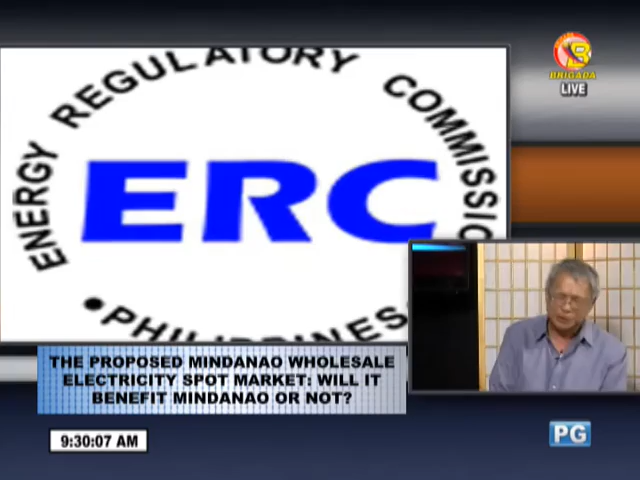 ENERGY REGULATORY COMMISSIO
ERC
PHILIPPINES
BRIGADA
LIVE
THE PROPOSED MINDANAO WHOLESALE
ELECTRICITY SPOT MARKET: WILL IT
BENEFIT MINDANAO OR NOT?
9:30:07 AM
PG